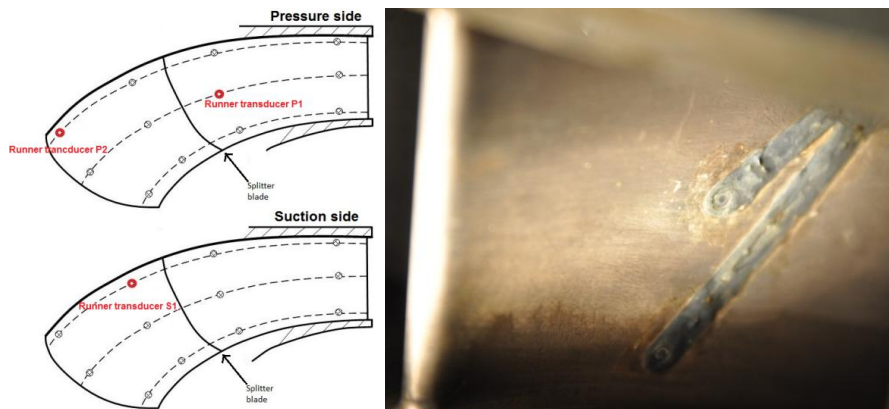 Pressure side
Runner transducer P1
Runner trancducer P2
Splitter
blade
Suction side
Runner transducer S1
Splitter
blade